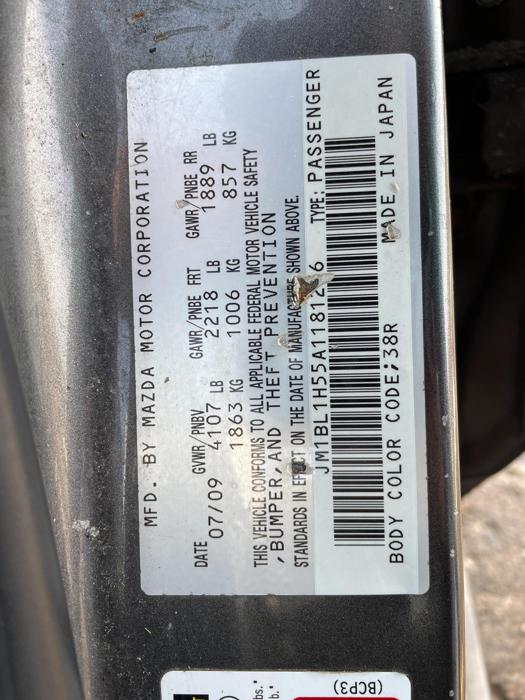 MFD. BY MAZDA MOTOR CORPORATION
DATE GVWR/PNBV GAWR/PNBE FRT GAWR/PNBE RR
07/09 4107 LB 2218 LB 1889 LB
1863 KG 1006 KG 857 KG
THIS VEHICLE CONFORMS TO ALL APPLICABLE FEDERAL MOTOR VEHICLE SAFETY
,BUMPER,AND THEFT PREVENTION
STANDARDS IN EFFECT ON THE DATE OF MANUFACTURE SHOWN ABOVE.
TYPE: PASSENGER
BODY COLOR CODE;38R MADE IN JAPAN
(BCP3)